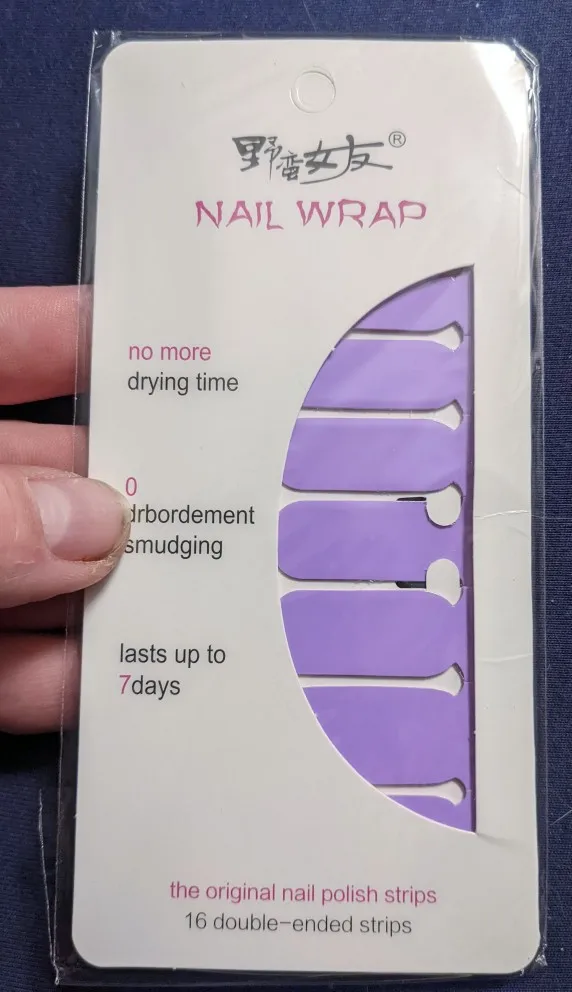 野蛮女友®
NAIL WRAP
no more
drying time
0
drbordement
smudging
lasts up to
7days
the original nail polish strips
16 double-ended strips